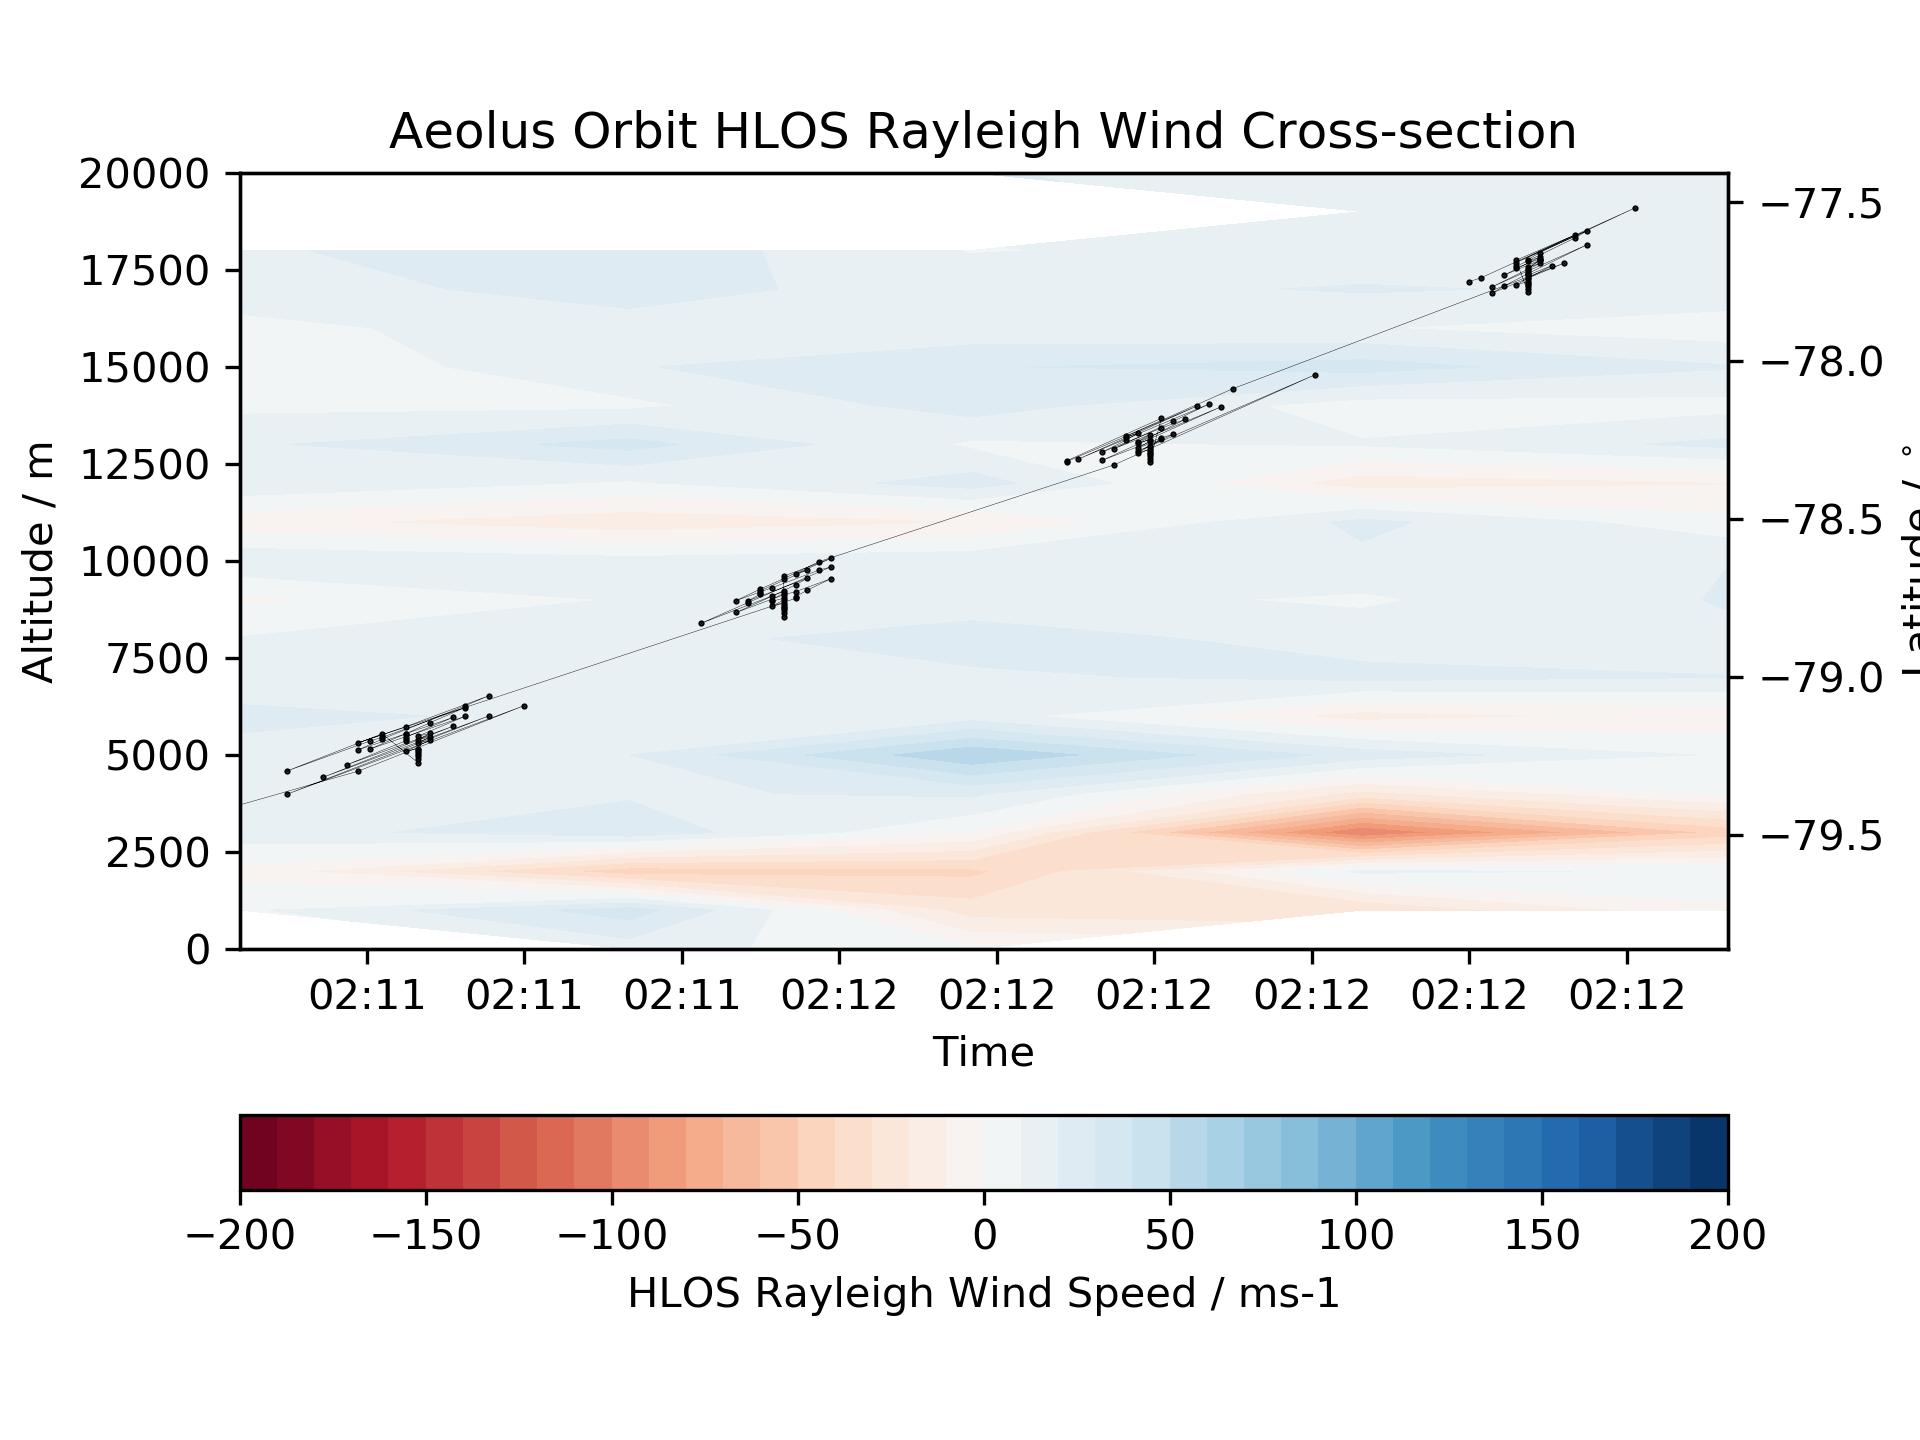 Aeolus Orbit HLOS Rayleigh Wind Cross-section
20000
17500
15000
12500
10000
7500
5000
2500
0
Altitude / m
−77.5
−78.0
−78.5
−79.0
−79.5
Latitude / °
02:11 02:11 02:11 02:12 02:12 02:12 02:12 02:12 02:12
Time
−200 −150 −100 −50 0 50 100 150 200
HLOS Rayleigh Wind Speed / ms-1